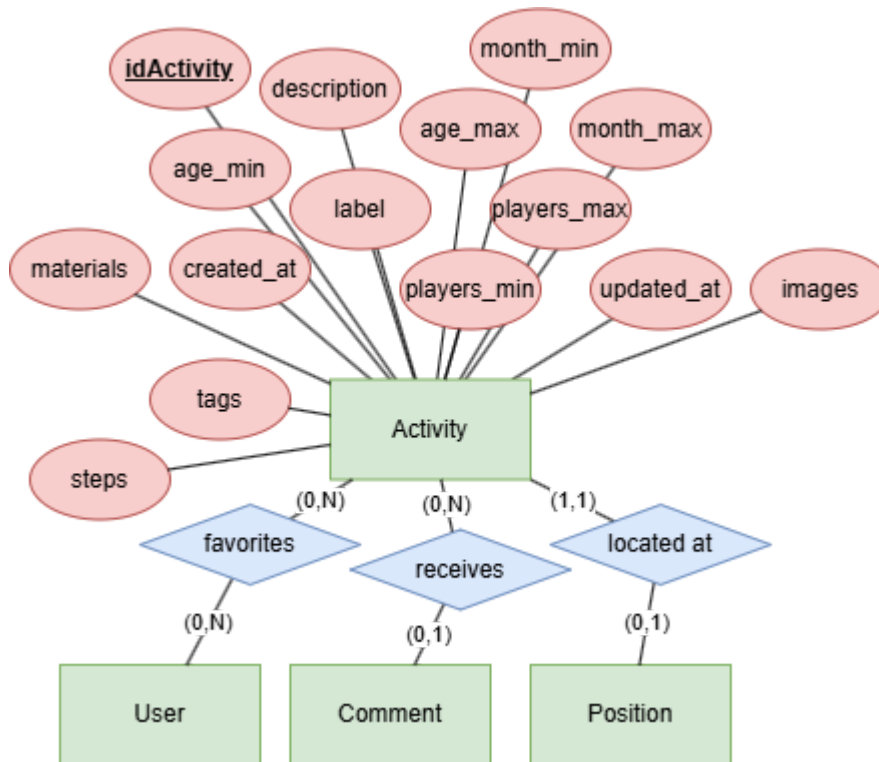 month_min
idActivity
description
age_max
month_max
age_min
label
players_max
materials
created_at
players_min
updated_at
images
tags
Activity
steps
(0,N)
(0,N)
(1,1)
favorites
receives
located at
(0,N)
(0,1)
(0,1)
User
Comment
Position